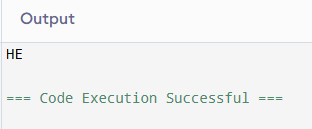 Output
HE
=== Code Execution Successful ===